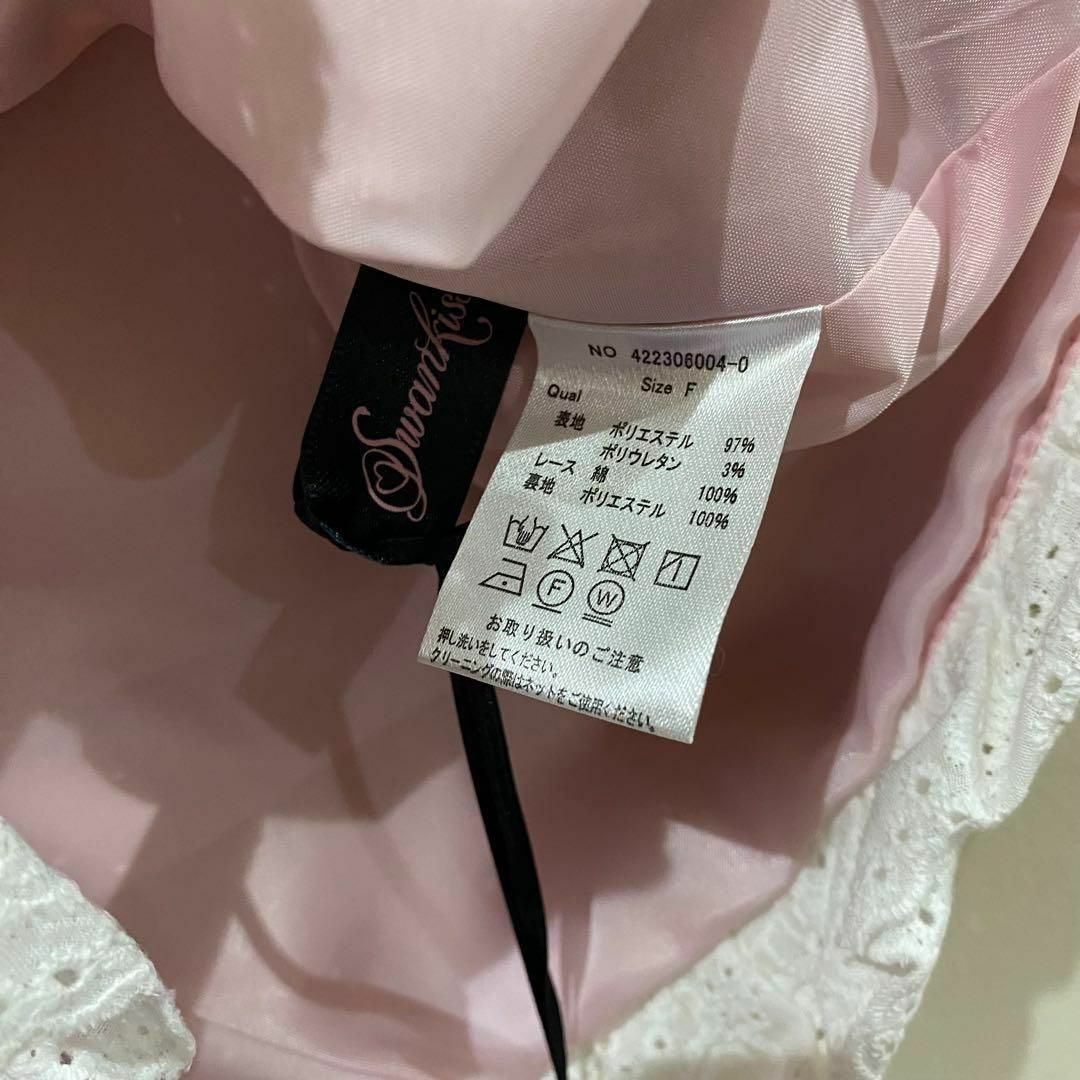 Swankiss
NO 422306004-0
Size F
Qual
表地 ポリエステル 97%
ポリウレタン 3%
レース 綿 100%
裏地 ポリエステル 100%
F W
お取り扱いのご注意
押し洗いをしてください。
クリーニングの際はネットをご使用ください。